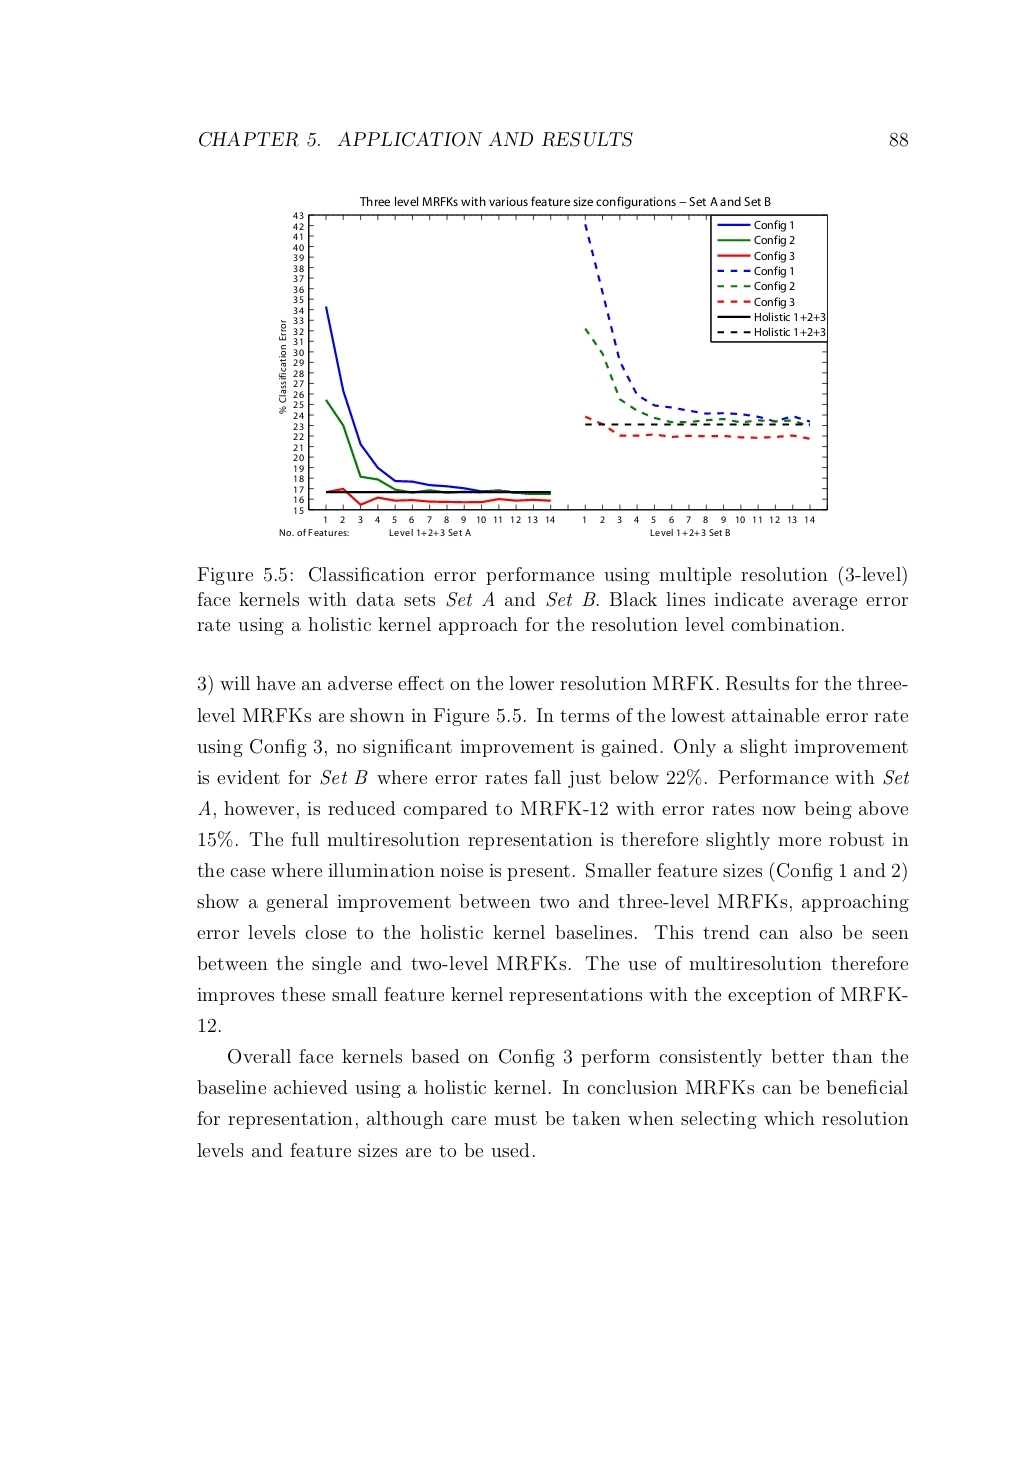 CHAPTER 5. APPLICATION AND RESULTS 88
Three level MRFKs with various feature size configurations – Set A and Set B
43
42
41
40
39
38
37
36
35
34
33
32
31
30
29
28
27
26
25
24
23
22
21
20
19
18
17
16
15
% Classification Error
Config 1
Config 2
Config 3
Config 1
Config 2
Config 3
Holistic 1+2+3
Holistic 1+2+3
1 2 3 4 5 6 7 8 9 10 11 12 13 14 1 2 3 4 5 6 7 8 9 10 11 12 13 14
No. of Features: Level 1+2+3 Set A Level 1+2+3 Set B
Figure 5.5: Classification error performance using multiple resolution (3-level)
face kernels with data sets Set A and Set B. Black lines indicate average error
rate using a holistic kernel approach for the resolution level combination.
3) will have an adverse effect on the lower resolution MRFK. Results for the three-
level MRFKs are shown in Figure 5.5. In terms of the lowest attainable error rate
using Config 3, no significant improvement is gained. Only a slight improvement
is evident for Set B where error rates fall just below 22%. Performance with Set
A, however, is reduced compared to MRFK-12 with error rates now being above
15%. The full multiresolution representation is therefore slightly more robust in
the case where illumination noise is present. Smaller feature sizes (Config 1 and 2)
show a general improvement between two and three-level MRFKs, approaching
error levels close to the holistic kernel baselines. This trend can also be seen
between the single and two-level MRFKs. The use of multiresolution therefore
improves these small feature kernel representations with the exception of MRFK-
12.
Overall face kernels based on Config 3 perform consistently better than the
baseline achieved using a holistic kernel. In conclusion MRFKs can be beneficial
for representation, although care must be taken when selecting which resolution
levels and feature sizes are to be used.